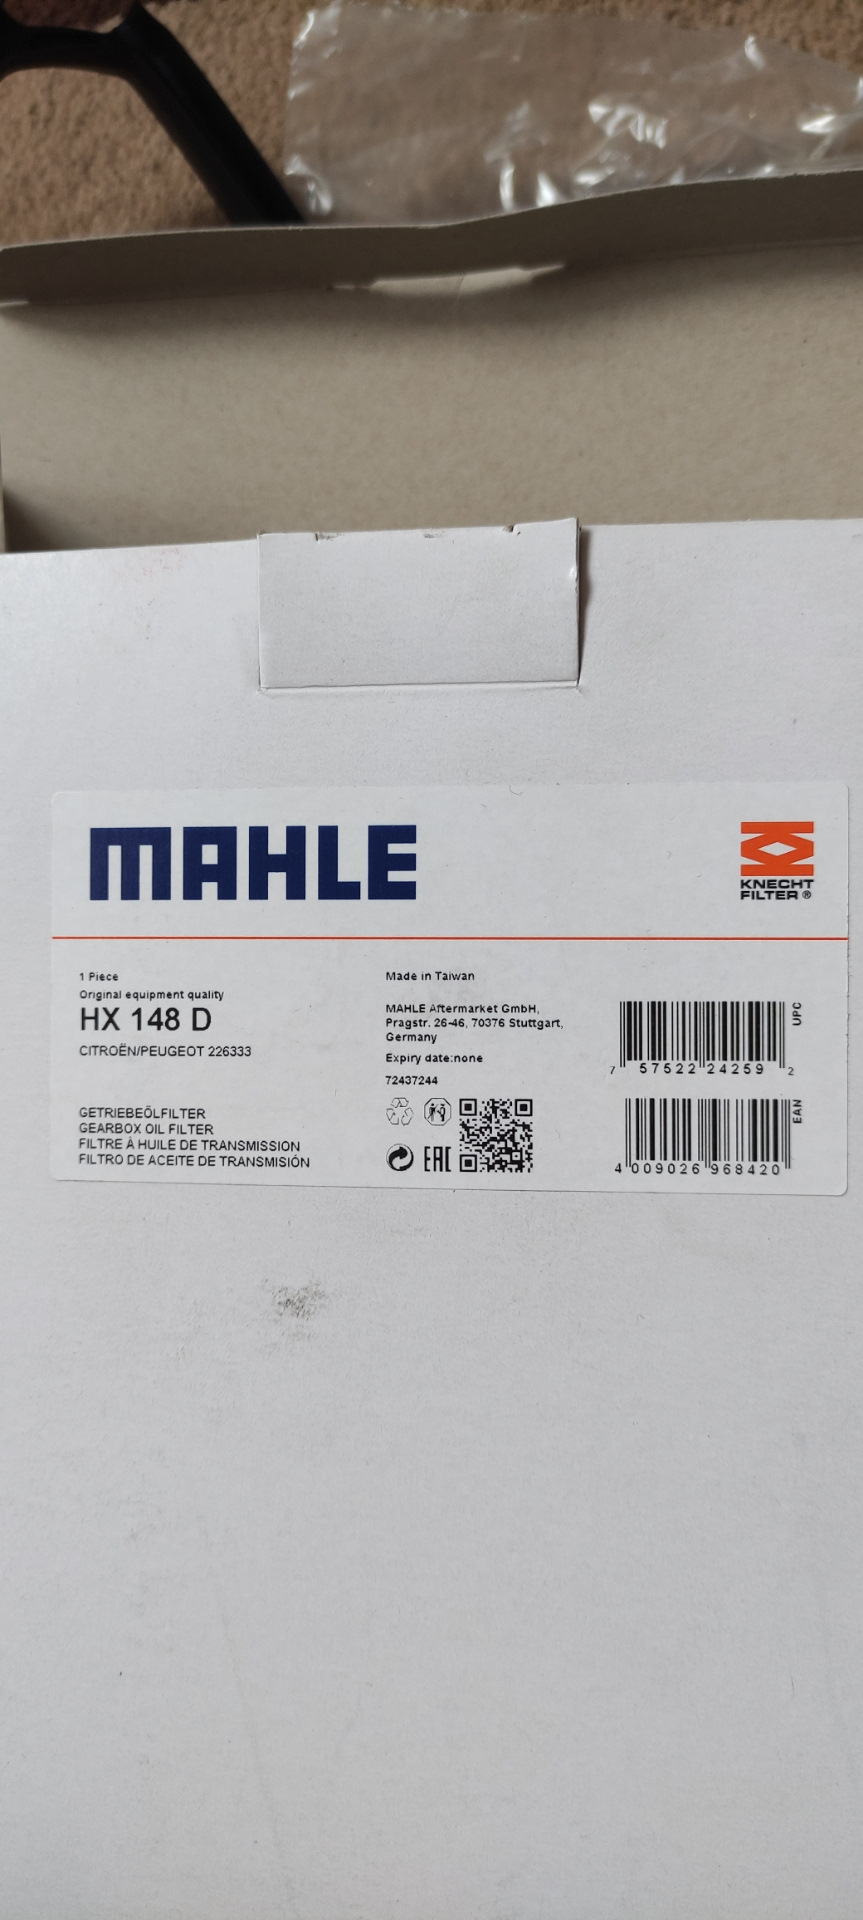 MAHLE
KNECHT
FILTER ®
1 Piece
Original equipment quality
HX 148 D
CITROËN/PEUGEOT 226333
GETRIEBEÖLFILTER
GEARBOX OIL FILTER
FILTRE À HUILE DE TRANSMISSION
FILTRO DE ACEITE DE TRANSMISIÓN
Made in Taiwan
MAHLE Aftermarket GmbH,
Pragstr. 26-46, 70376 Stuttgart,
Germany
Expiry date:none
72437244
EAC
UPC
7 57522 24259 2
EAN
4 009026 968420